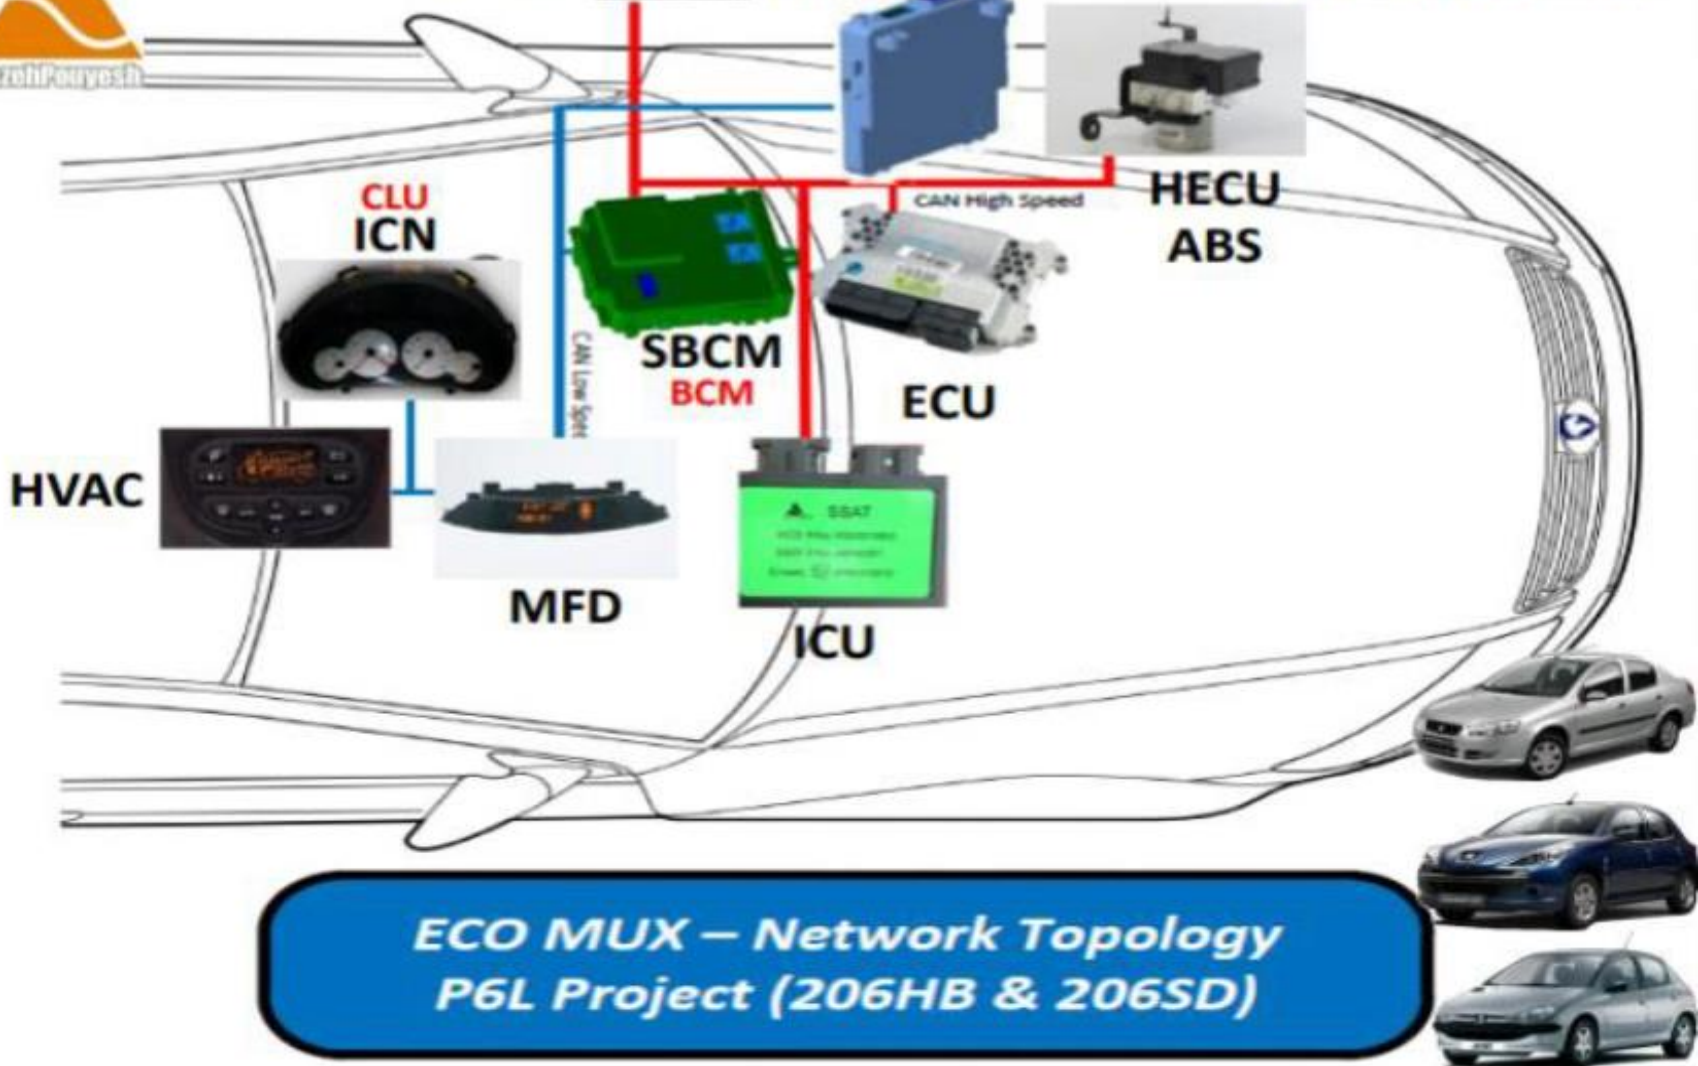 zehPouyesh
CAN High Speed
HECU
ABS
CLU
ICN
CAN Low Spee
SBCM
BCM
ECU
HVAC
SSAT
MFD
ICU
ECO MUX – Network Topology
P6L Project (206HB & 206SD)